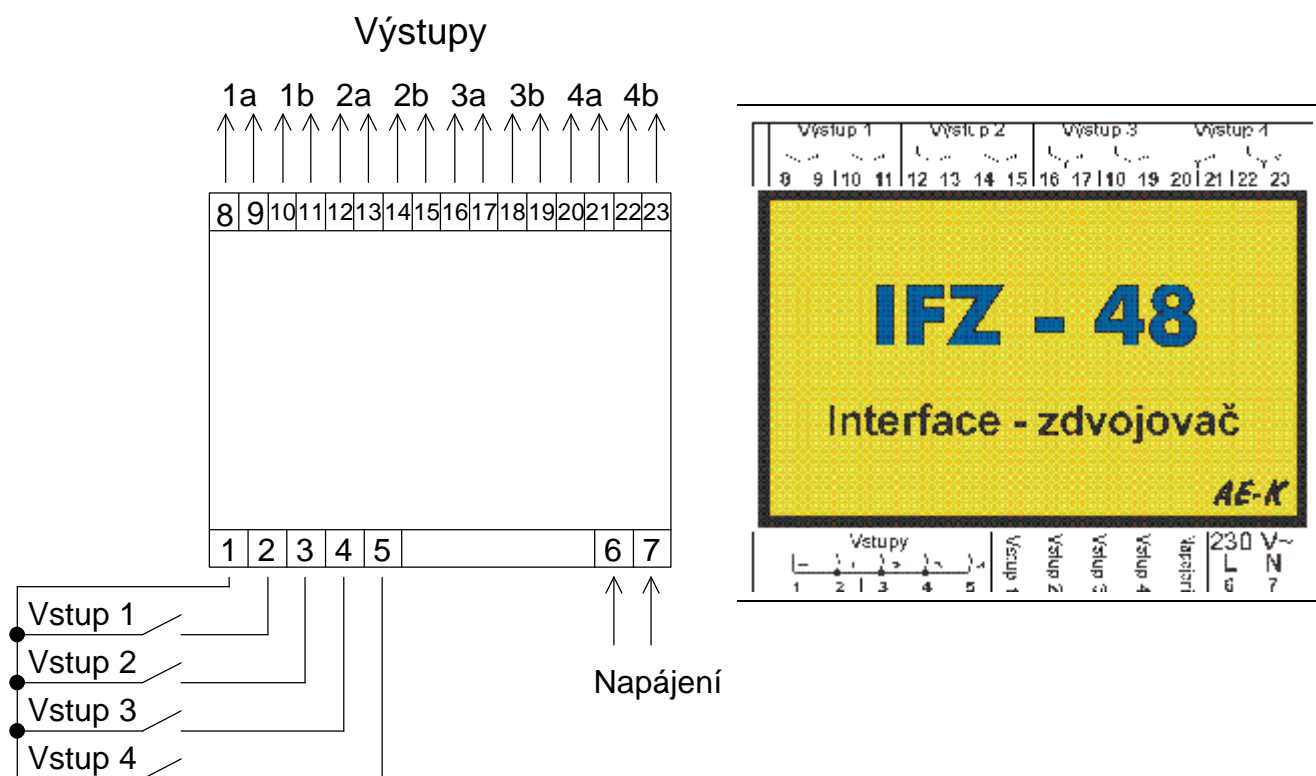 Výstupy
1a 1b 2a 2b 3a 3b 4a 4b
8 9 10 11 12 13 14 15 16 17 18 19 20 21 22 23
1 2 3 4 5 6 7
Vstup 1
Vstup 2
Vstup 3
Vstup 4
Napájení
Výstup 1 Výstup 2 Výstup 3 Výstup 4
8 9 10 11 12 13 14 15 16 17 19 20 21 22 23
IFZ - 48
Interface - zdvojovač
AE-K
Vstupy
1 2 3 4 5
Vstup 1
Vstup 2
Vstup 3
Vstup 4
Napájení
230 V~
L N
6 7